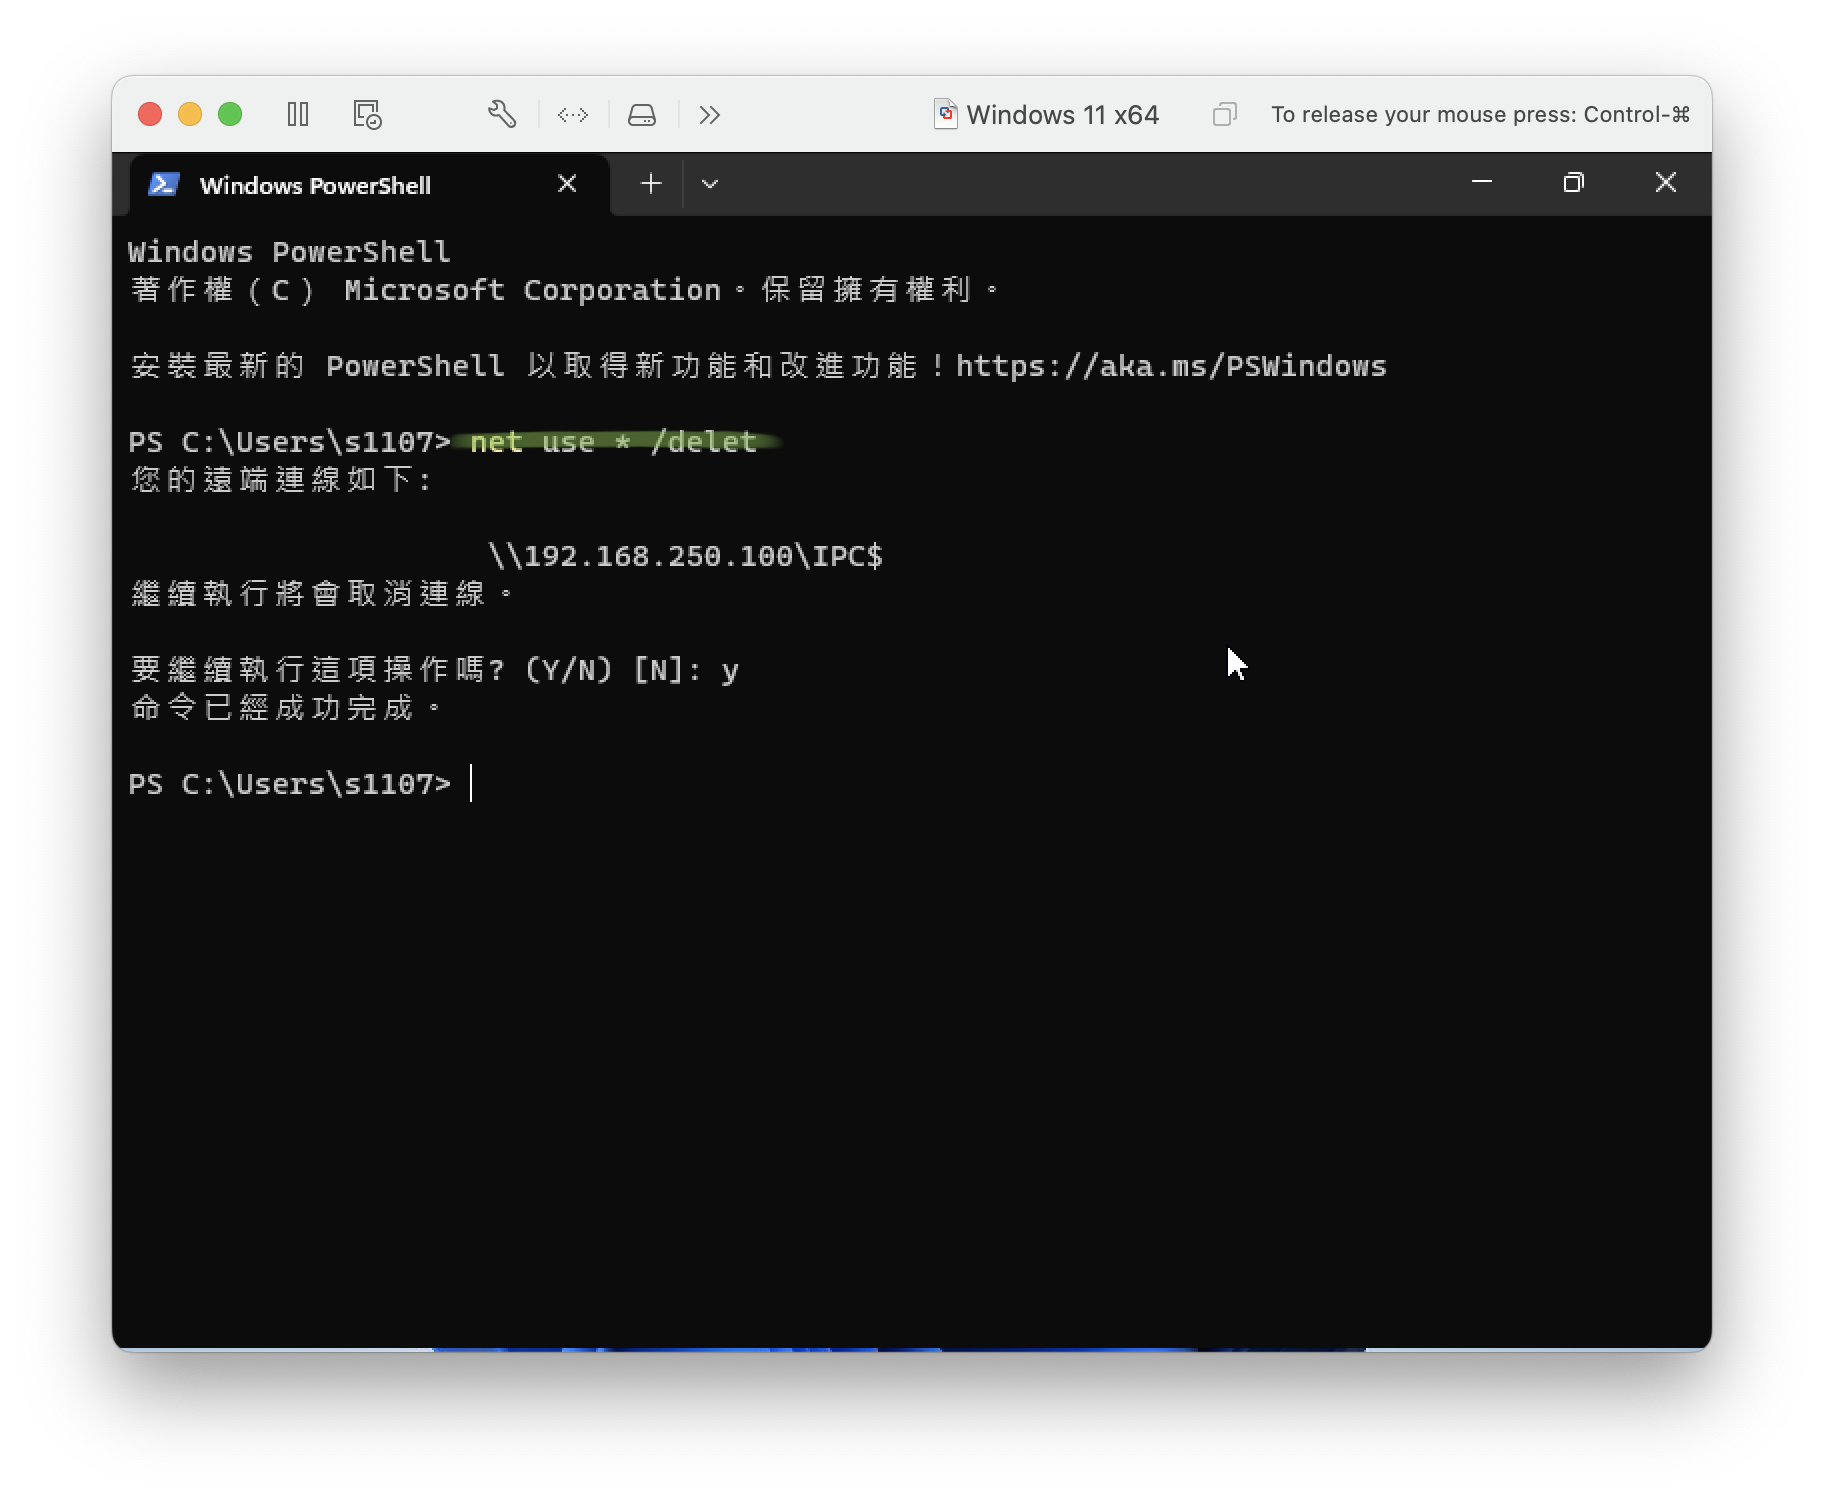 Windows 11 x64
To release your mouse press: Control-⌘
Windows PowerShell
Windows PowerShell
著作權（C） Microsoft Corporation。保留擁有權利。
安裝最新的 PowerShell 以取得新功能和改進功能！https://aka.ms/PSWindows
PS C:\Users\s1107> net use * /delet
您的遠端連線如下:
\\192.168.250.100\IPC$
繼續執行將會取消連線。
要繼續執行這項操作嗎? (Y/N) [N]: y
命令已經成功完成。
PS C:\Users\s1107>